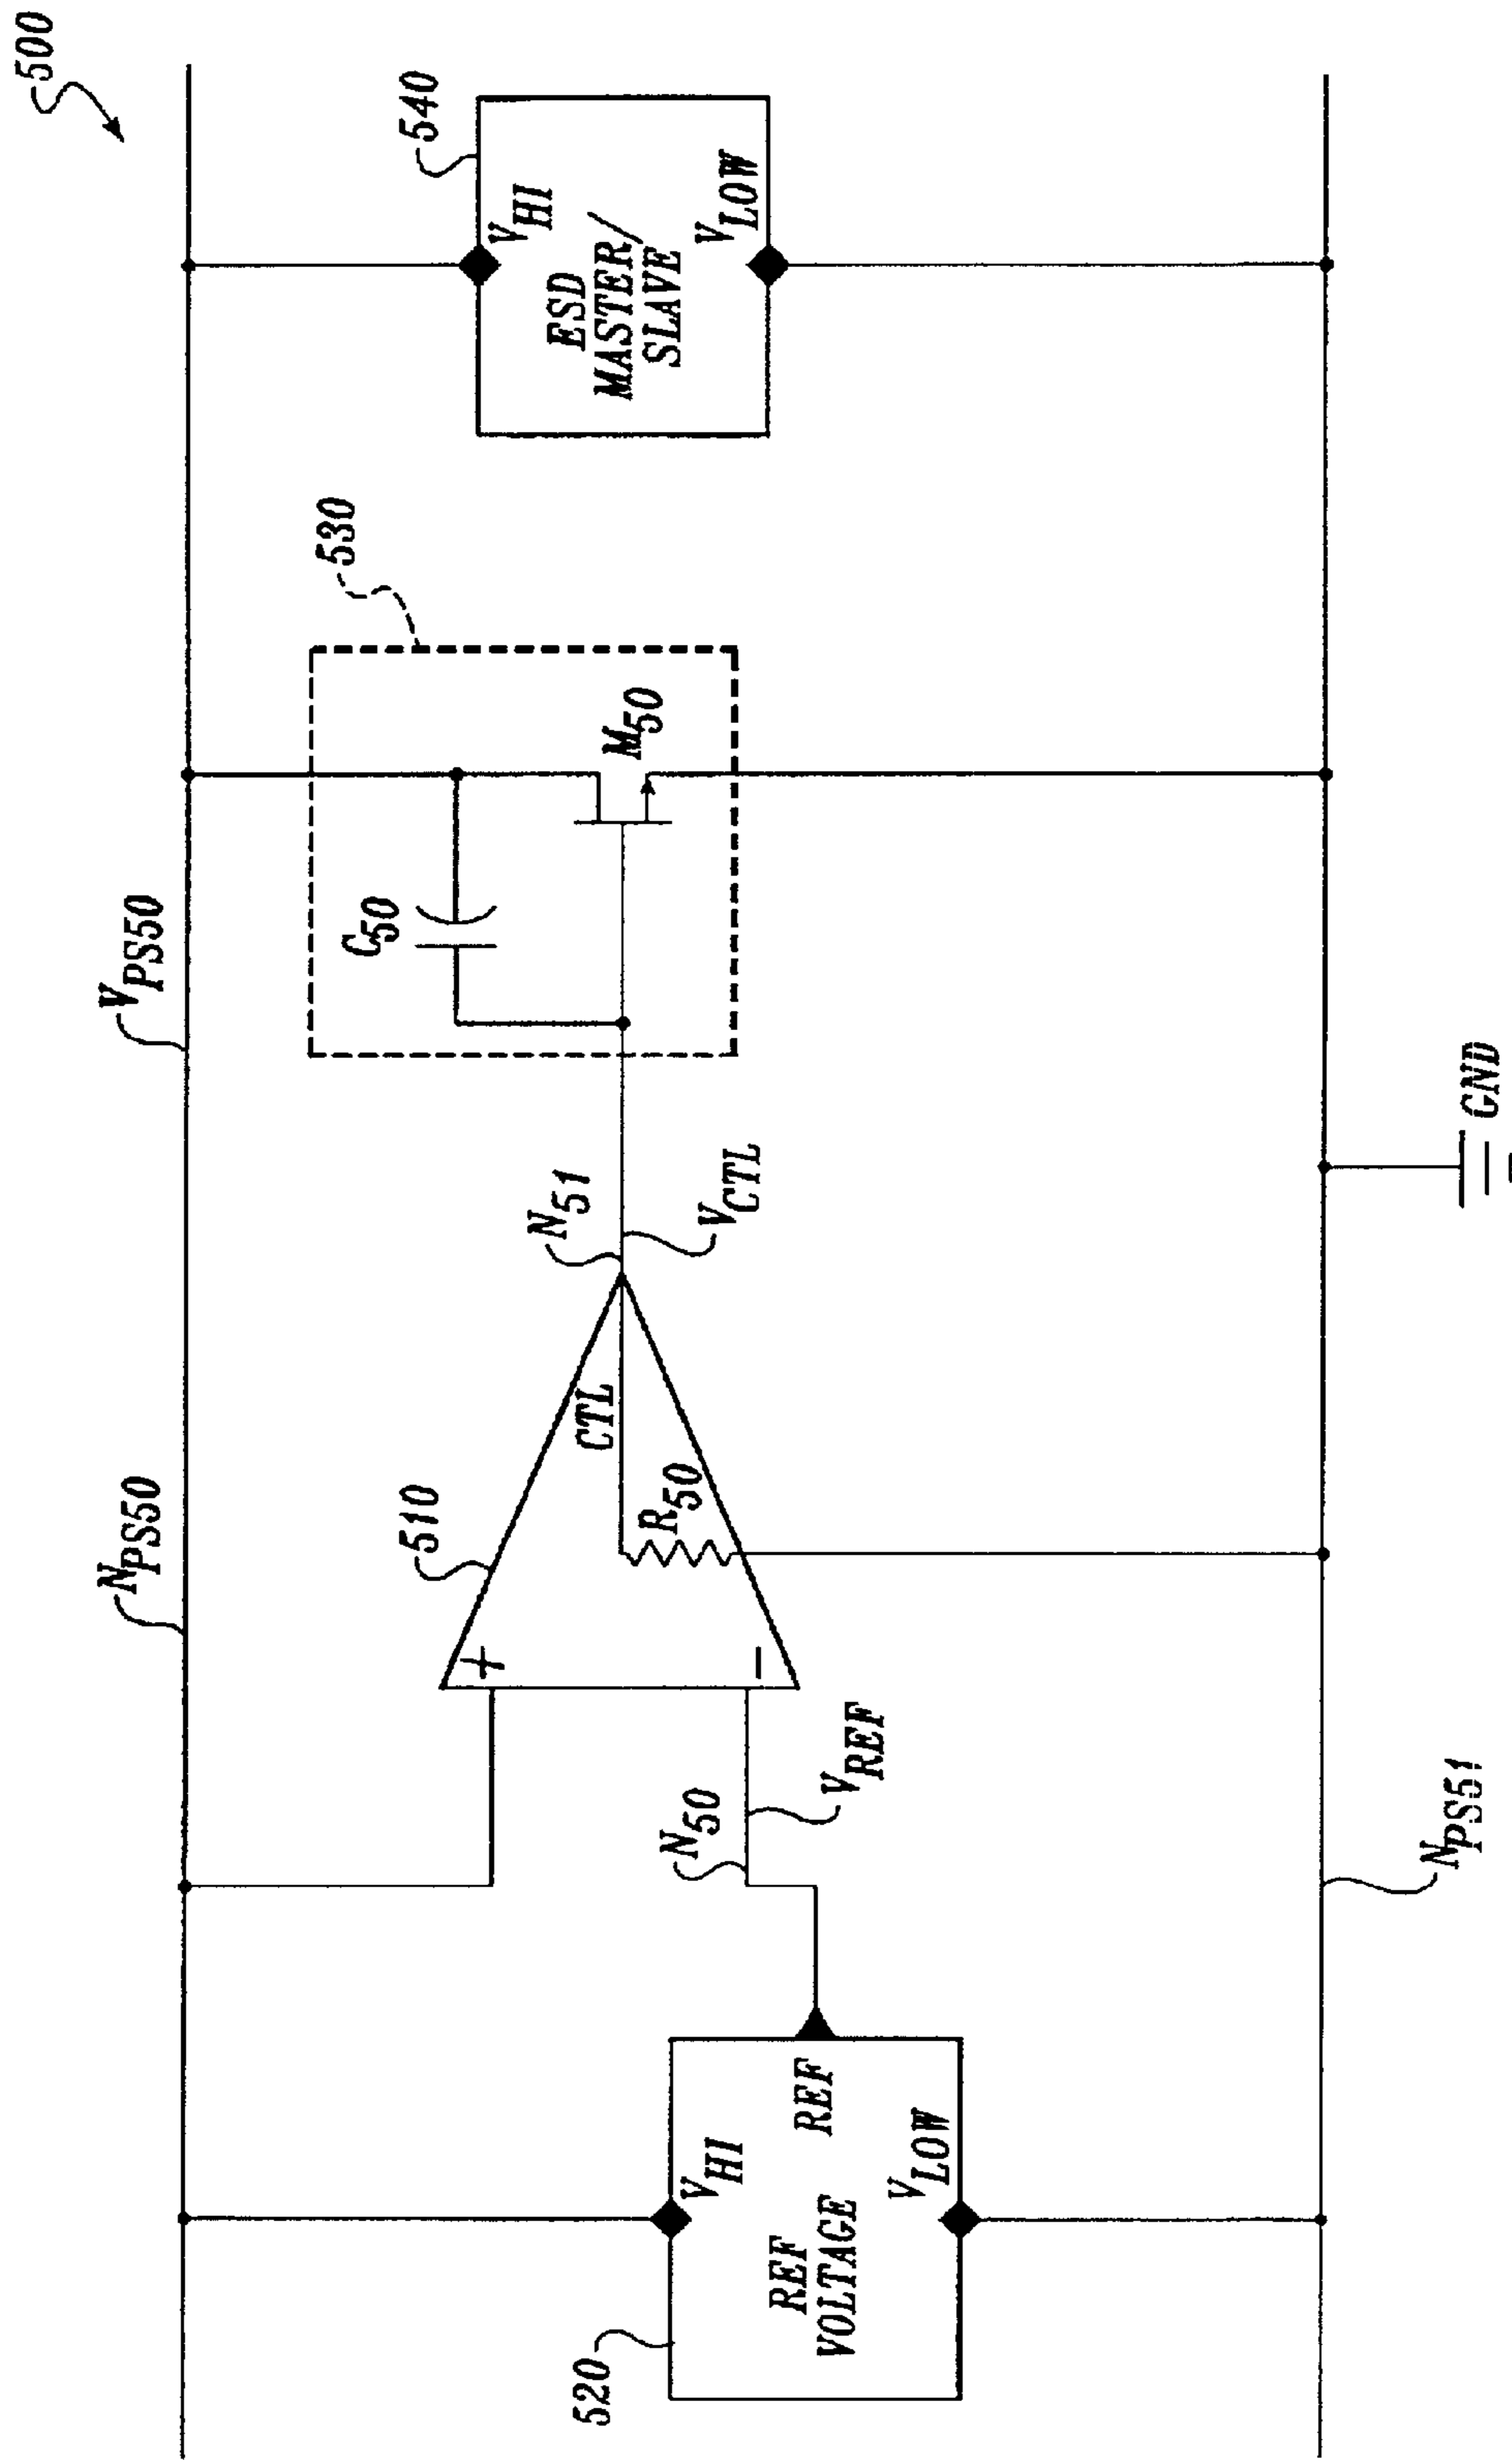 500
N_PS50
V_PS50
530
540
C_50
M_50
V_HI
ESD
MASTER/
SLAVE
V_LOW
510
+
−
CTL
R_50
N_51
V_CTL
N_50
V_REF
520
V_HI
REF
VOLTAGE
REF
V_LOW
N_PS51
GND